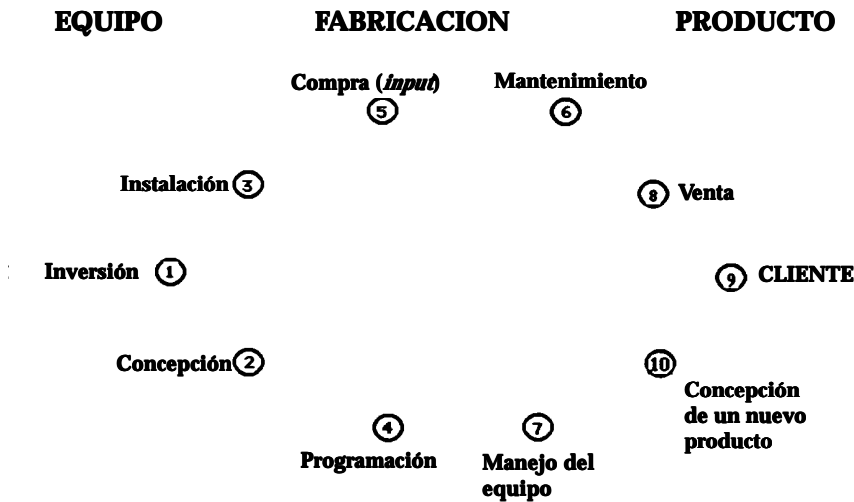 EQUIPO FABRICACION PRODUCTO
Compra (input) Mantenimiento
5 6
Instalación 3
8 Venta
Inversión 1
9 CLIENTE
Concepción 2
10
Concepción
de un nuevo
producto
4 7
Programación
Manejo del
equipo